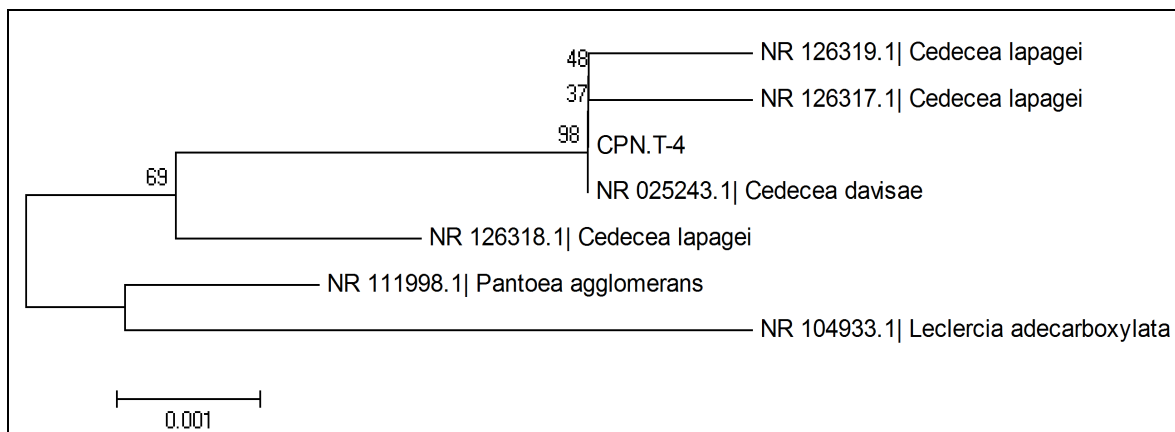 48
NR 126319.1| Cedecea lapagei
37
NR 126317.1| Cedecea lapagei
98
CPN.T-4
NR 025243.1| Cedecea davisae
69
NR 126318.1| Cedecea lapagei
NR 111998.1| Pantoea agglomerans
NR 104933.1| Leclercia adecarboxylata
0.001